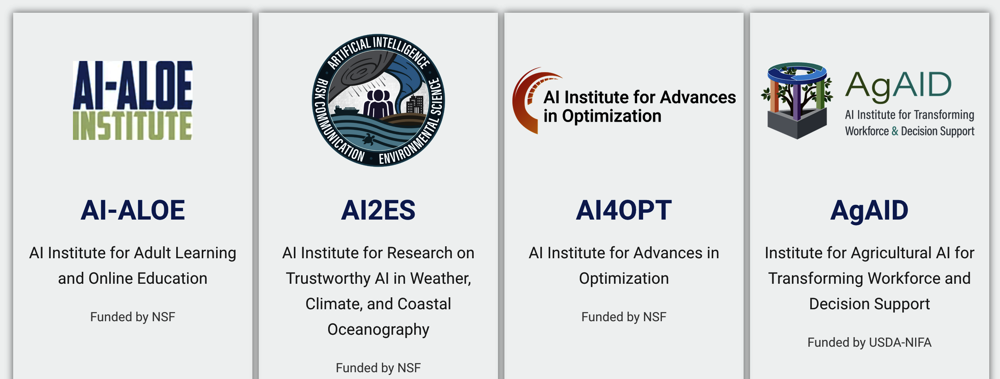 AI-ALOE
INSTITUTE
AI-ALOE
AI Institute for Adult Learning
and Online Education
Funded by NSF
ARTIFICIAL INTELLIGENCE
ENVIRONMENTAL SCIENCE
RISK COMMUNICATION
AI2ES
AI Institute for Research on
Trustworthy AI in Weather,
Climate, and Coastal
Oceanography
Funded by NSF
AI Institute for Advances
in Optimization
AI4OPT
AI Institute for Advances in
Optimization
Funded by NSF
AgAID
AI Institute for Transforming
Workforce & Decision Support
AgAID
Institute for Agricultural AI for
Transforming Workforce and
Decision Support
Funded by USDA-NIFA